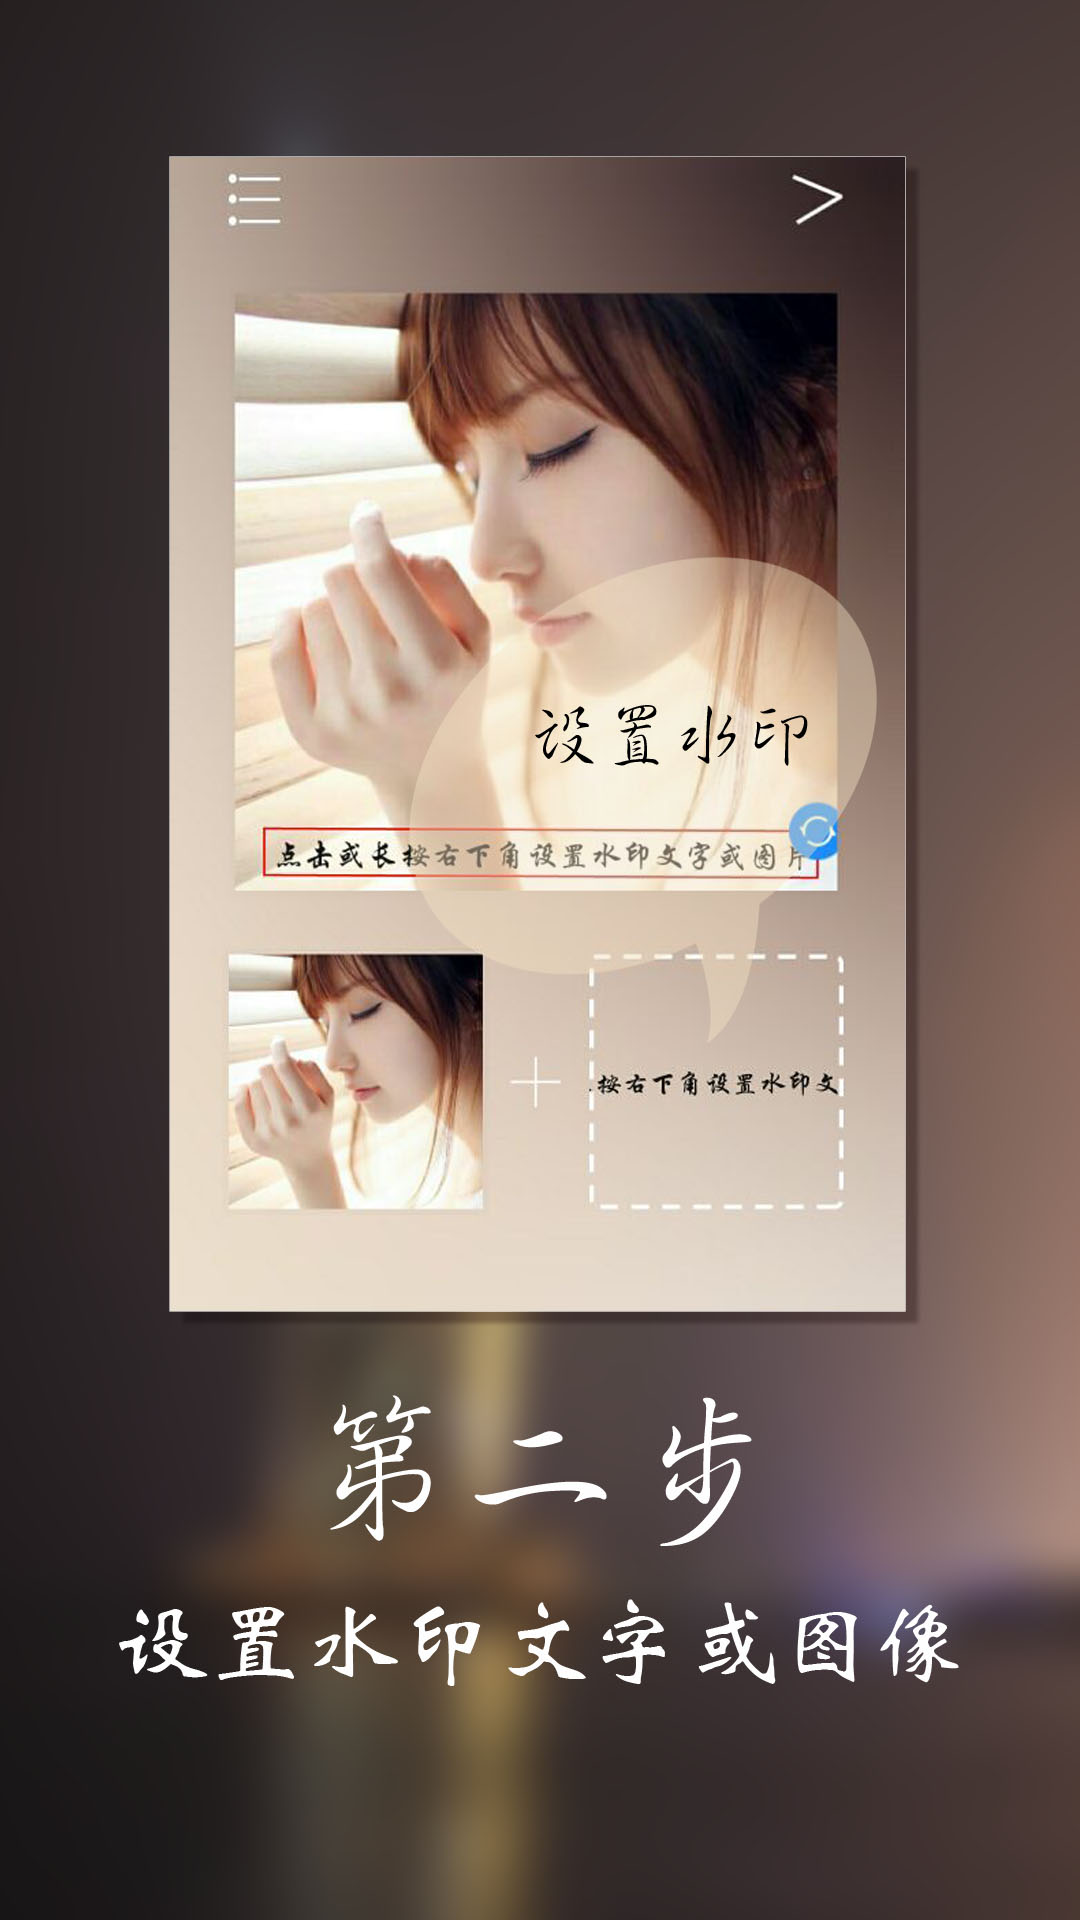 设置水印
点击或长按右下角设置水印文字或图片
按右下角设置水印文
第二步
设置水印文字或图像